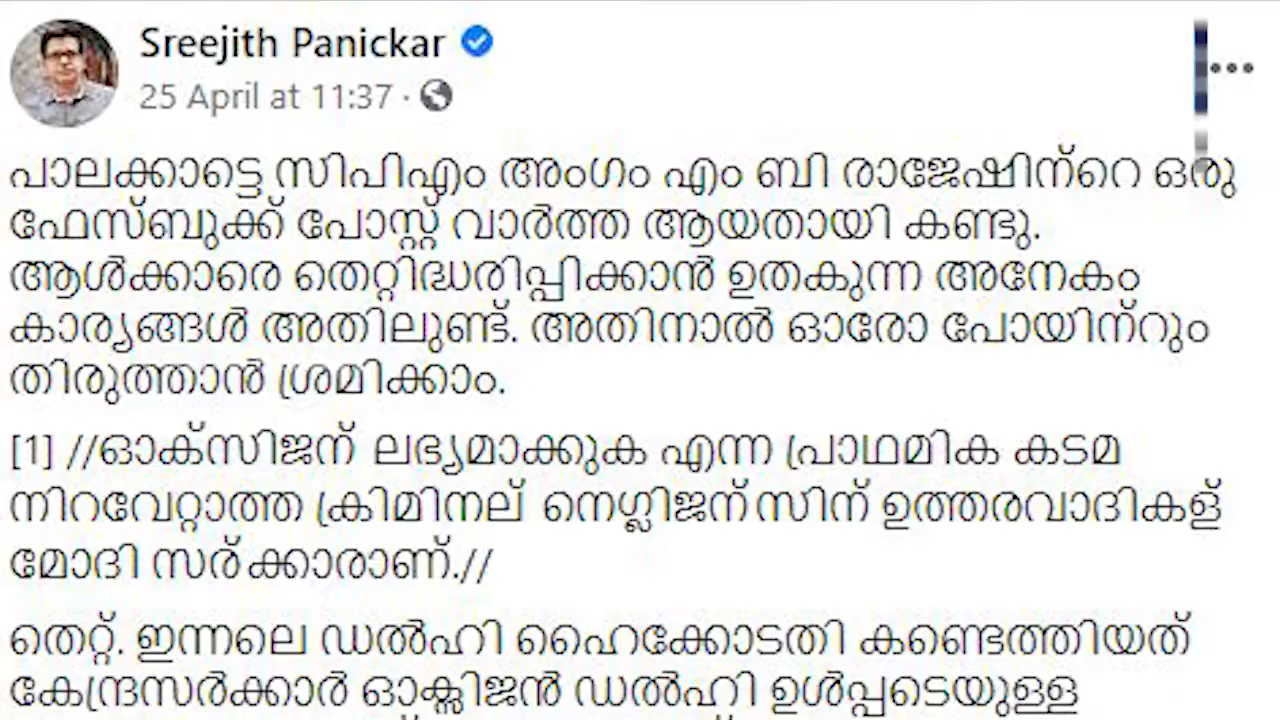 Sreejith Panickar
25 April at 11:37 ·
പാലക്കാട്ടെ സിപിഎം അംഗം എം ബി രാജേഷിന്റെ ഒരു
ഫേസ്ബുക്ക് പോസ്റ്റ് വാർത്ത ആയതായി കണ്ടു.
ആൾക്കാരെ തെറ്റിദ്ധരിപ്പിക്കാൻ ഉതകുന്ന അനേകം
കാര്യങ്ങൾ അതിലുണ്ട്. അതിനാൽ ഓരോ പോയിന്റും
തിരുത്താൻ ശ്രമിക്കാം.
[1] //ഓക്സിജന് ലഭ്യമാക്കുക എന്ന പ്രാഥമിക കടമ
നിറവേറ്റാത്ത ക്രിമിനല് നെഗ്ലിജന്സിന് ഉത്തരവാദികള്
മോദി സര്ക്കാരാണ്.//
തെറ്റ്. ഇന്നലെ ഡൽഹി ഹൈക്കോടതി കണ്ടെത്തിയത്
കേന്ദ്രസർക്കാർ ഓക്സിജൻ ഡൽഹി ഉൾപ്പടെയുള്ള